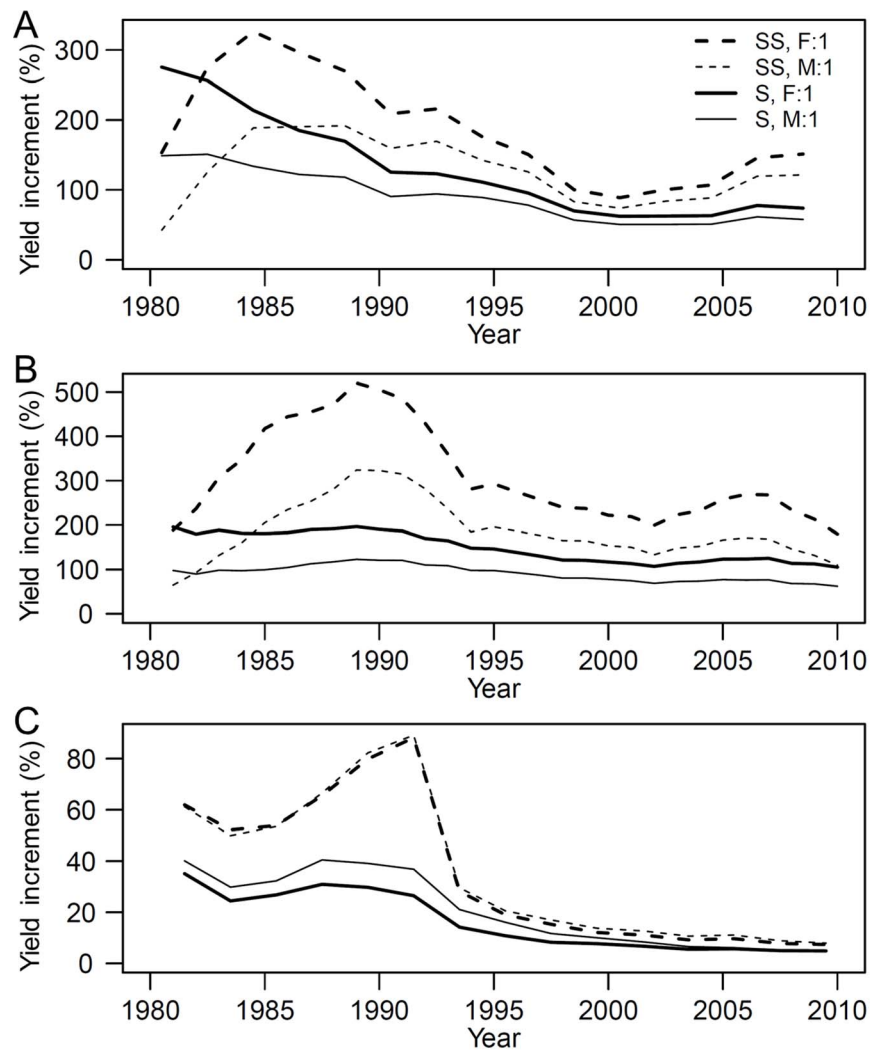 A
Yield increment (%)
300
200
100
0
SS, F:1
SS, M:1
S, F:1
S, M:1
1980 1985 1990 1995 2000 2005 2010
Year
B
Yield increment (%)
500
400
300
200
100
0
1980 1985 1990 1995 2000 2005 2010
Year
C
Yield increment (%)
80
60
40
20
0
1980 1985 1990 1995 2000 2005 2010
Year